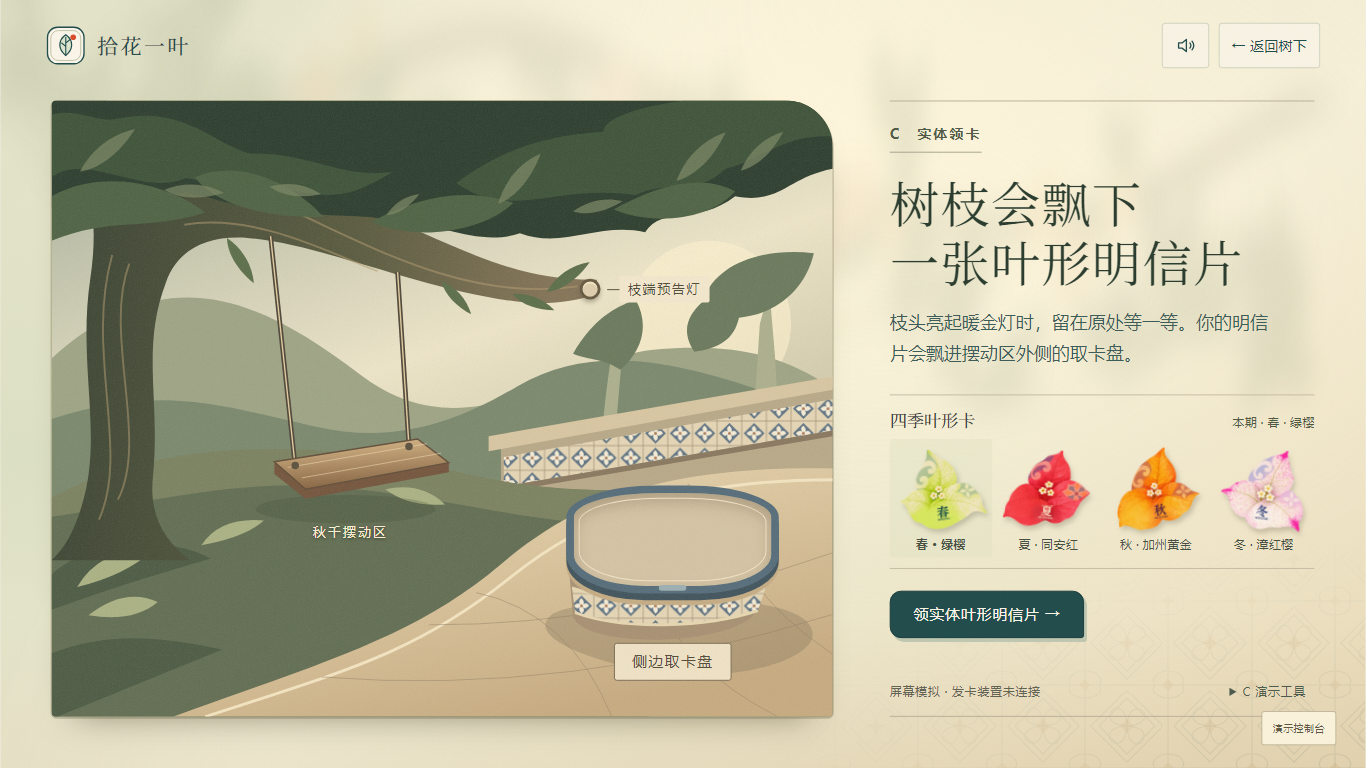 拾花一叶
← 返回树下
枝端预告灯
秋千摆动区
侧边取卡盘
C 实体领卡
树枝会飘下
一张叶形明信片
枝头亮起暖金灯时，留在原处等一等。你的明信
片会飘进摆动区外侧的取卡盘。
四季叶形卡
本期 · 春 · 绿樱
春
夏
秋
冬
春 · 绿樱
夏 · 同安红
秋 · 加州黄金
冬 · 漳红樱
领实体叶形明信片 →
屏幕模拟 · 发卡装置未连接
▶ C 演示工具
演示控制台